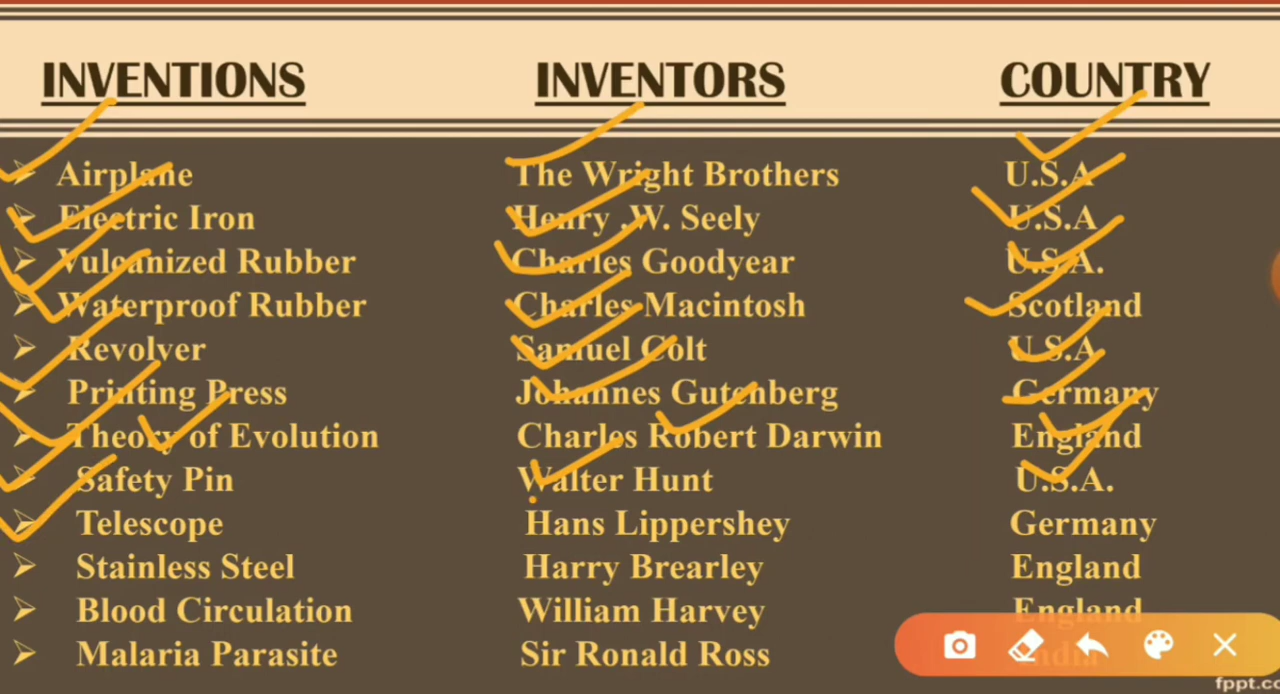 INVENTIONS INVENTORS COUNTRY
Airplane The Wright Brothers U.S.A
Electric Iron Henry .W. Seely U.S.A
Vulcanized Rubber Charles Goodyear U.S.A.
Waterproof Rubber Charles Macintosh Scotland
Revolver Samuel Colt U.S.A
Printing Press Johannes Gutenberg Germany
Theory of Evolution Charles Robert Darwin England
Safety Pin Walter Hunt U.S.A.
Telescope Hans Lippershey Germany
Stainless Steel Harry Brearley England
Blood Circulation William Harvey England
Malaria Parasite Sir Ronald Ross India